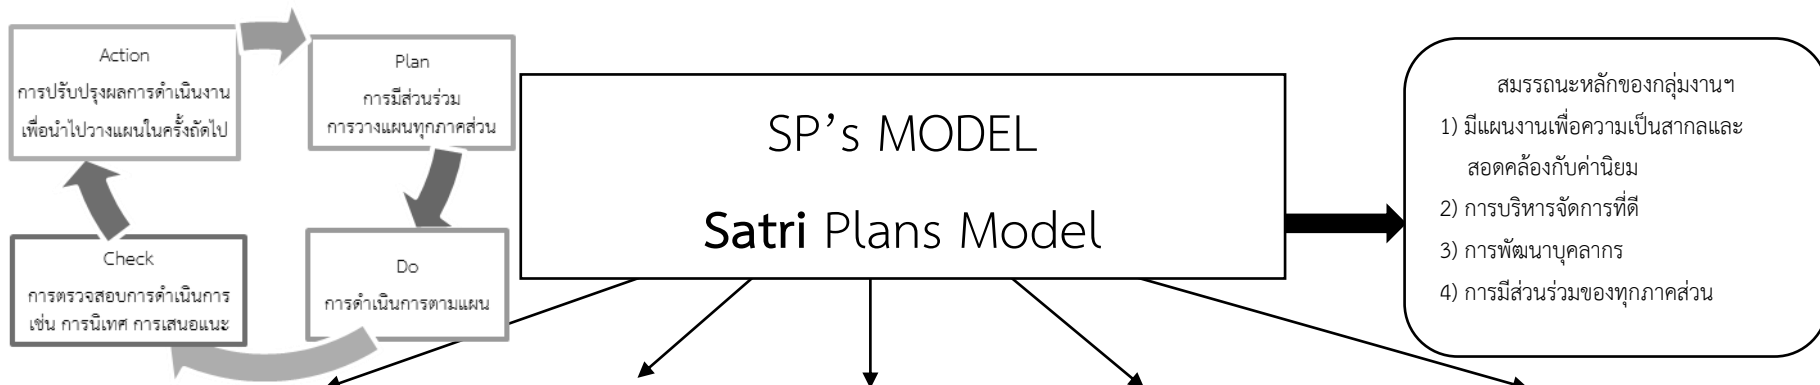 Action
การปรับปรุงผลการดำเนินงาน
เพื่อนำไปวางแผนในครั้งถัดไป
Plan
การมีส่วนร่วม
การวางแผนทุกภาคส่วน
Check
การตรวจสอบการดำเนินการ
เช่น การนิเทศ การเสนอแนะ
Do
การดำเนินการตามแผน
SP's MODEL
Satri Plans Model
สมรรถนะหลักของกลุ่มงานฯ
1) มีแผนงานเพื่อความเป็นสากลและ
สอดคล้องกับค่านิยม
2) การบริหารจัดการที่ดี
3) การพัฒนาบุคลากร
4) การมีส่วนร่วมของทุกภาคส่วน